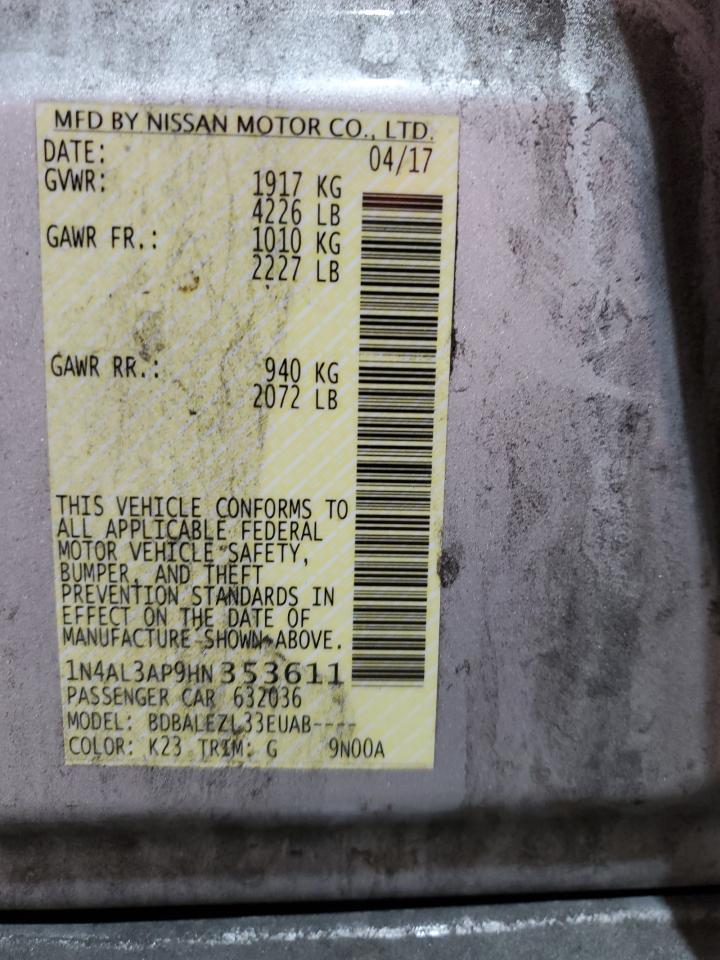 MFD BY NISSAN MOTOR CO., LTD.
DATE: 04/17
GVWR: 1917 KG
4226 LB
GAWR FR.: 1010 KG
2227 LB
GAWR RR.: 940 KG
2072 LB
THIS VEHICLE CONFORMS TO
ALL APPLICABLE FEDERAL
MOTOR VEHICLE SAFETY,
BUMPER, AND THEFT
PREVENTION STANDARDS IN
EFFECT ON THE DATE OF
MANUFACTURE SHOWN ABOVE.
1N4AL3AP9HN353611
PASSENGER CAR 632036
MODEL: BDBALEZL33EUAB----
COLOR: K23 TRIM: G 9N00A